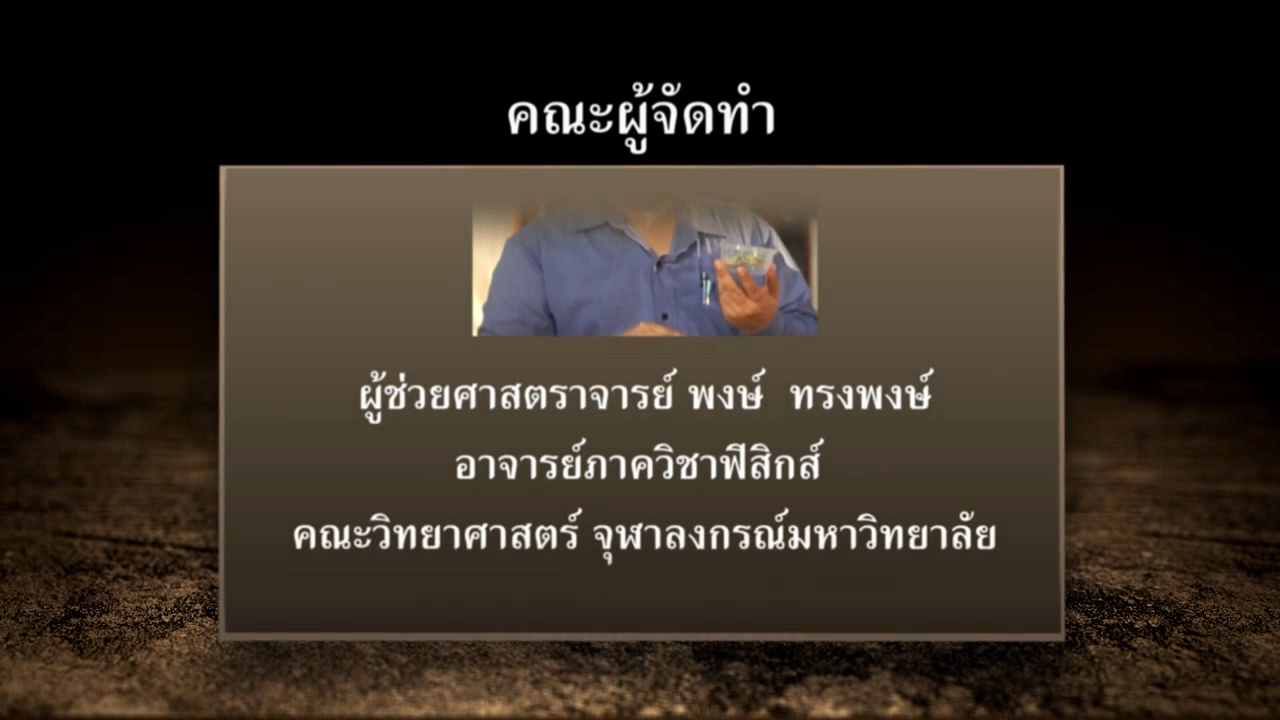 คณะผู้จัดทำ
ผู้ช่วยศาสตราจารย์ พงษ์ ทรงพงษ์
อาจารย์ภาควิชาฟิสิกส์
คณะวิทยาศาสตร์ จุฬาลงกรณ์มหาวิทยาลัย